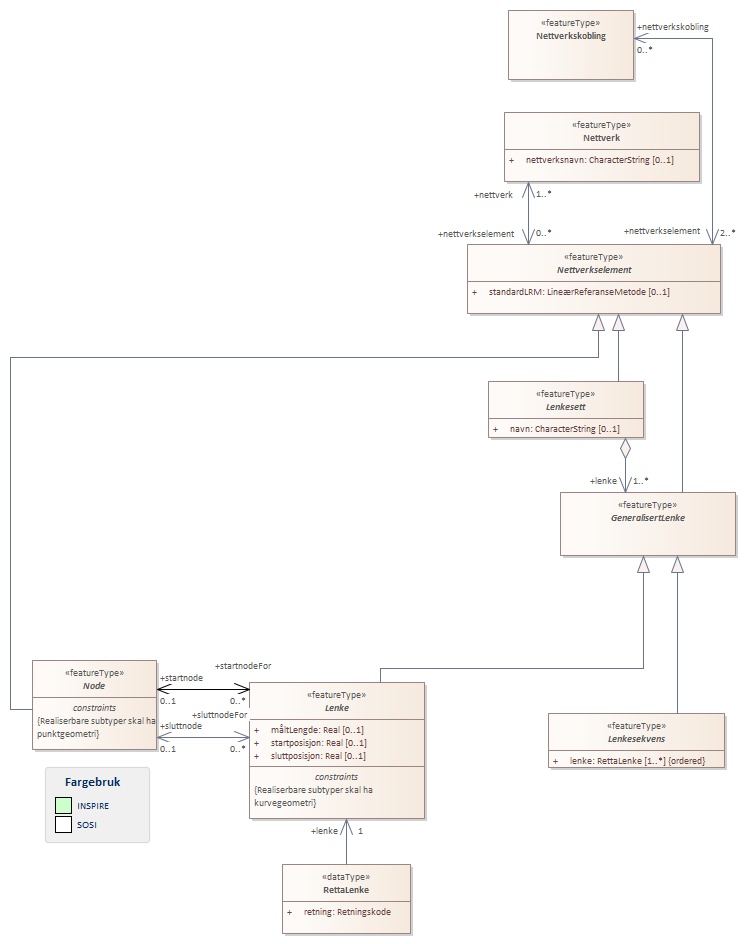 «featureType»
Nettverkskobling
+nettverkskobling
0..*
«featureType»
Nettverk
+ nettverksnavn: CharacterString [0..1]
+nettverk
1..*
+nettverkselement
0..*
+nettverkselement
2..*
«featureType»
Nettverkselement
+ standardLRM: LineærReferanseMetode [0..1]
«featureType»
Lenkesett
+ navn: CharacterString [0..1]
+lenke
1..*
«featureType»
GeneralisertLenke
«featureType»
Node
constraints
{Realiserbare subtyper skal ha
punktgeometri}
+startnodeFor
+startnode
0..1
0..*
+sluttnodeFor
+sluttnode
0..1
0..*
«featureType»
Lenke
+ måltLengde: Real [0..1]
+ startposisjon: Real [0..1]
+ sluttposisjon: Real [0..1]
constraints
{Realiserbare subtyper skal ha
kurvegeometri}
«featureType»
Lenkesekvens
+ lenke: RettaLenke [1..*] {ordered}
Fargebruk
INSPIRE
SOSI
+lenke
1
«dataType»
RettaLenke
+ retning: Retningskode